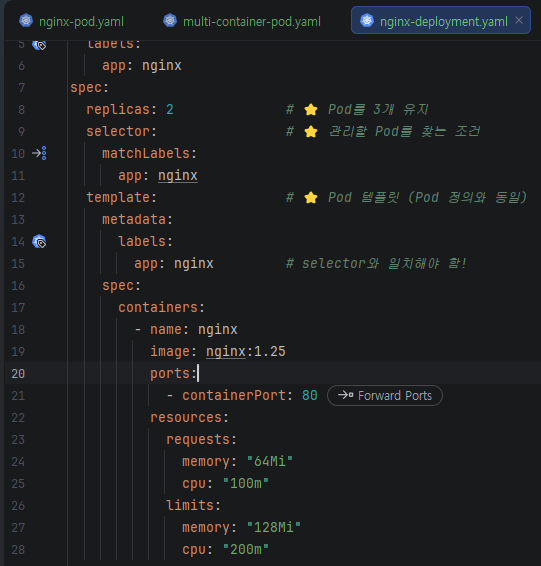 nginx-pod.yaml multi-container-pod.yaml nginx-deployment.yaml ×
5 labels:
6 app: nginx
7 spec:
8 replicas: 2 # ⭐ Pod를 3개 유지
9 selector: # ⭐ 관리할 Pod를 찾는 조건
10 matchLabels:
11 app: nginx
12 template: # ⭐ Pod 템플릿 (Pod 정의와 동일)
13 metadata:
14 labels:
15 app: nginx # selector와 일치해야 함!
16 spec:
17 containers:
18 - name: nginx
19 image: nginx:1.25
20 ports:
21 - containerPort: 80 Forward Ports
22 resources:
23 requests:
24 memory: "64Mi"
25 cpu: "100m"
26 limits:
27 memory: "128Mi"
28 cpu: "200m"